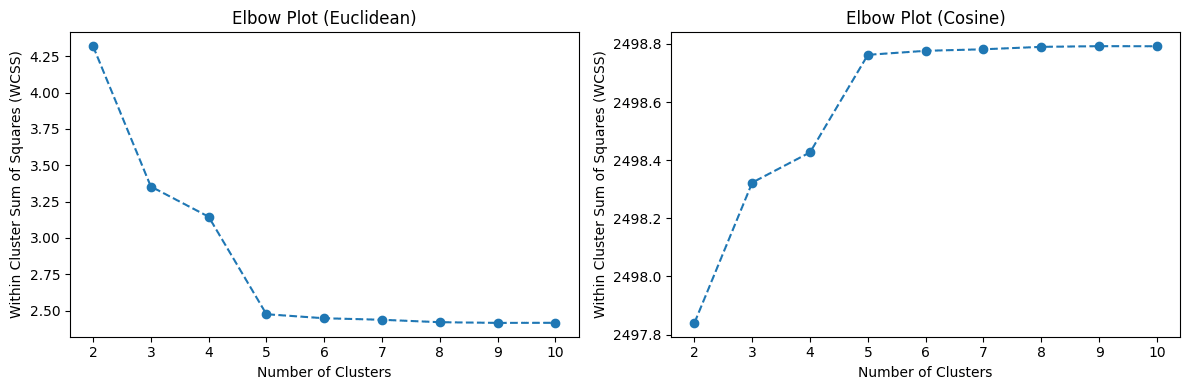 Elbow Plot (Euclidean)
Within Cluster Sum of Squares (WCSS)
4.25
4.00
3.75
3.50
3.25
3.00
2.75
2.50
2 3 4 5 6 7 8 9 10
Number of Clusters
Elbow Plot (Cosine)
Within Cluster Sum of Squares (WCSS)
2498.8
2498.6
2498.4
2498.2
2498.0
2497.8
2 3 4 5 6 7 8 9 10
Number of Clusters